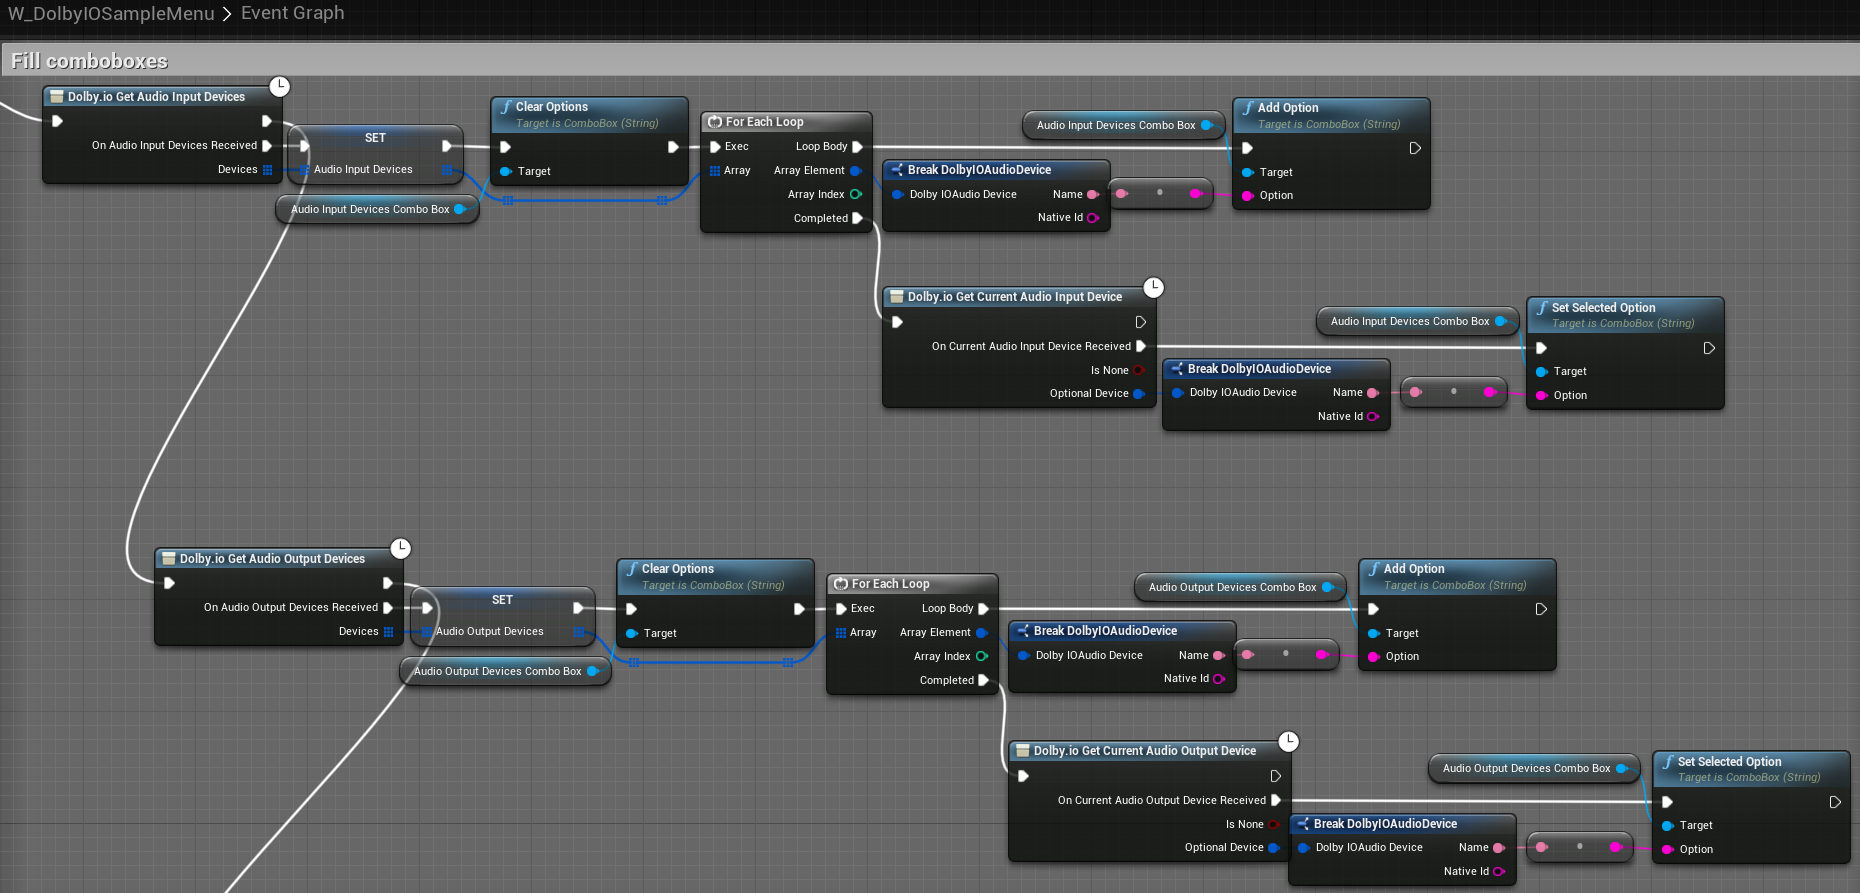 W_DolbyIOSampleMenu > Event Graph
Fill comboboxes
Dolby.io Get Audio Input Devices
On Audio Input Devices Received
Devices
SET
Audio Input Devices
Audio Input Devices Combo Box
Clear Options
Target is ComboBox (String)
Target
For Each Loop
Exec
Loop Body
Array
Array Element
Array Index
Completed
Audio Input Devices Combo Box
Break DolbyIOAudioDevice
Dolby IOAudio Device
Name
Native Id
Add Option
Target is ComboBox (String)
Target
Option
Dolby.io Get Current Audio Input Device
On Current Audio Input Device Received
Is None
Optional Device
Audio Input Devices Combo Box
Break DolbyIOAudioDevice
Dolby IOAudio Device
Name
Native Id
Set Selected Option
Target is ComboBox (String)
Target
Option
Dolby.io Get Audio Output Devices
On Audio Output Devices Received
Devices
SET
Audio Output Devices
Audio Output Devices Combo Box
Clear Options
Target is ComboBox (String)
Target
For Each Loop
Exec
Loop Body
Array
Array Element
Array Index
Completed
Audio Output Devices Combo Box
Break DolbyIOAudioDevice
Dolby IOAudio Device
Name
Native Id
Add Option
Target is ComboBox (String)
Target
Option
Dolby.io Get Current Audio Output Device
On Current Audio Output Device Received
Is None
Optional Device
Audio Output Devices Combo Box
Break DolbyIOAudioDevice
Dolby IOAudio Device
Name
Native Id
Set Selected Option
Target is ComboBox (String)
Target
Option